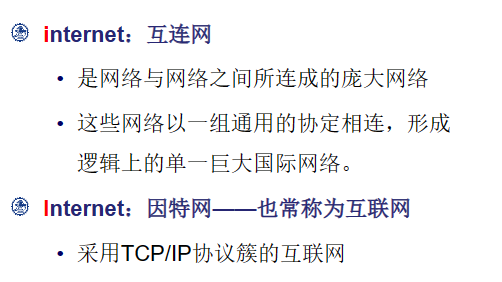 internet：互连网
• 是网络与网络之间所连成的庞大网络
• 这些网络以一组通用的协定相连，形成
逻辑上的单一巨大国际网络。
Internet：因特网——也常称为互联网
• 采用TCP/IP协议簇的互联网